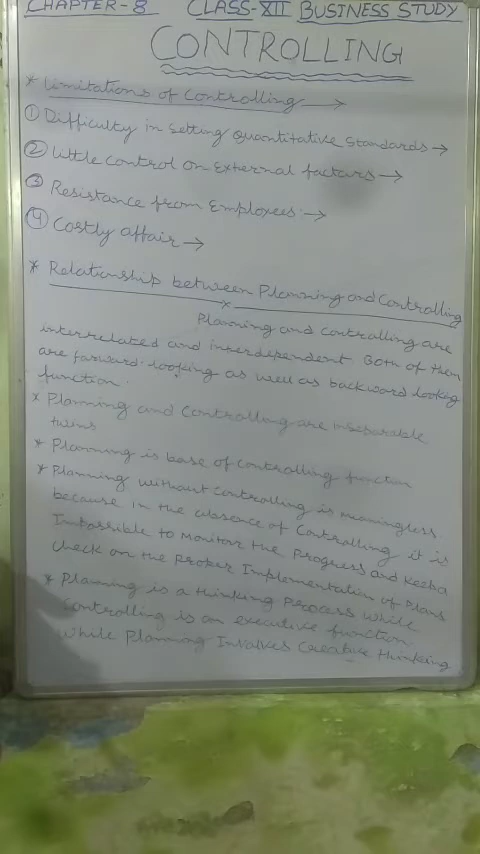 CHAPTER-8 CLASS-XII BUSINESS STUDY
CONTROLLING
* Limitations of Controlling →
① Difficulty in setting quantitative standards →
② Little control on External factors →
③ Resistance from Employees →
④ Costly affair →
* Relationship between Planning and Controlling
Planning and controlling are
interrelated and interdependent Both of them
are forward-looking as well as backward looking
function.
* Planning and Controlling are inseparable
twins
* Planning is base of controlling function
* Planning without controlling is meaningless
because in the absence of controlling it is
Impossible to monitor the progress and keep a
check on the proper Implementation of plans
* Planning is a thinking process while
controlling is an executive function
while Planning Involves creative thinking